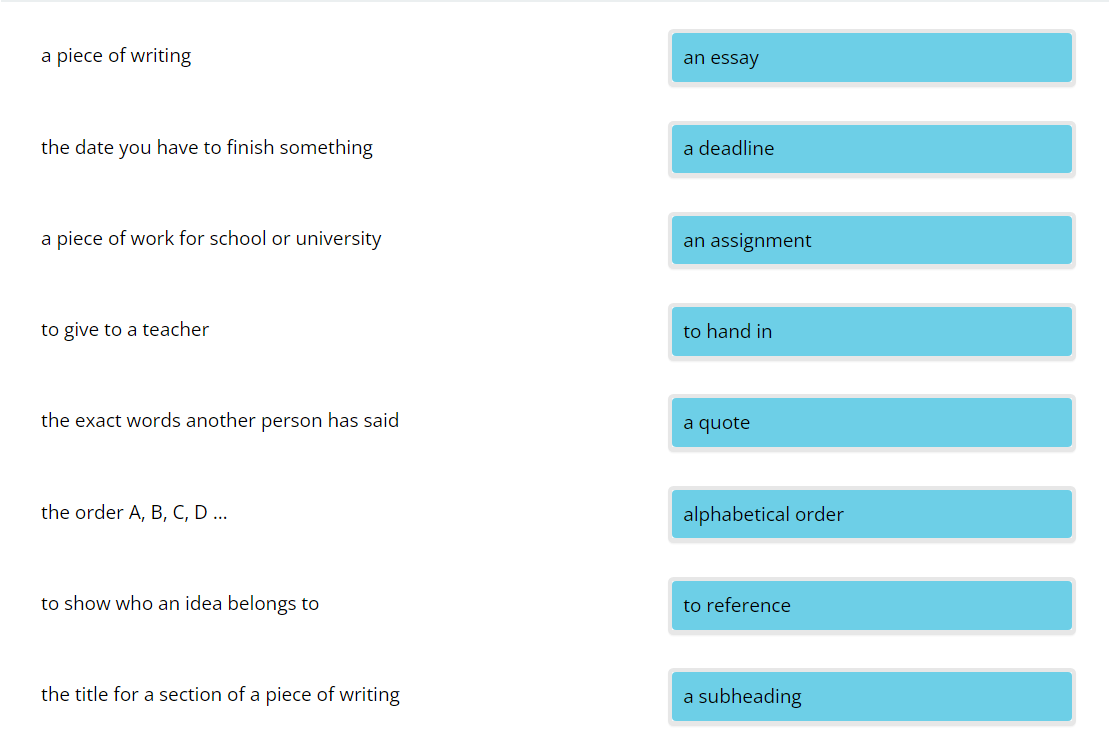 a piece of writing
an essay
the date you have to finish something
a deadline
a piece of work for school or university
an assignment
to give to a teacher
to hand in
the exact words another person has said
a quote
the order A, B, C, D ...
alphabetical order
to show who an idea belongs to
to reference
the title for a section of a piece of writing
a subheading